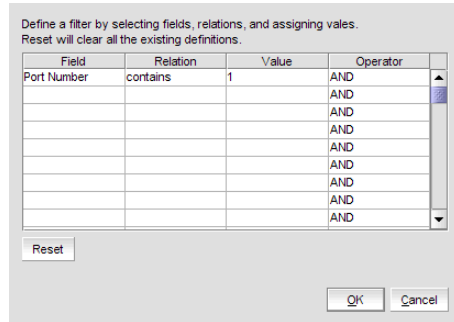 Define a filter by selecting fields, relations, and assigning vales.
Reset will clear all the existing definitions.
Field Relation Value Operator
Port Number contains 1 AND
AND
AND
AND
AND
AND
AND
AND
AND
Reset
OK Cancel